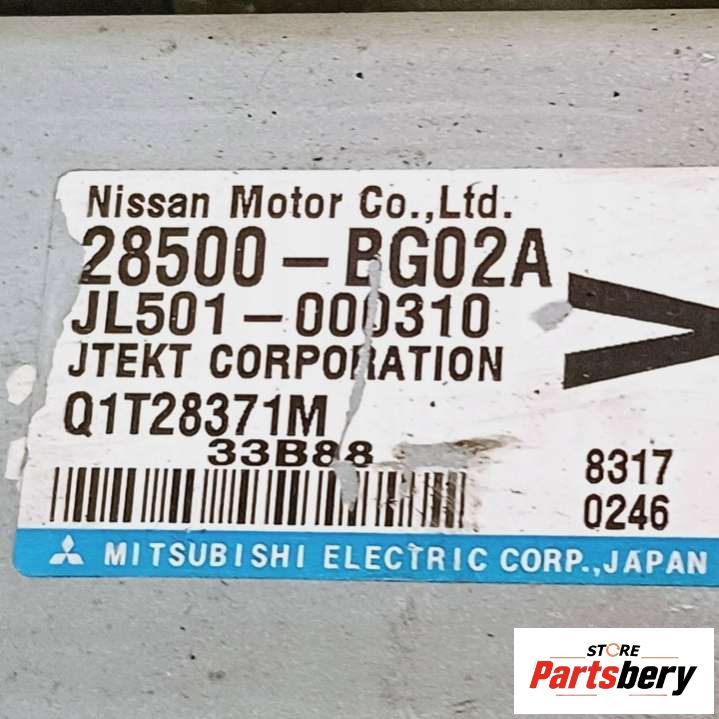 Nissan Motor Co.,Ltd.
28500-BG02A
JL501-000310
JTEKT CORPORATION
Q1T28371M
33B88
8317
0246
MITSUBISHI ELECTRIC CORP.,JAPAN
STORE
Partsbery